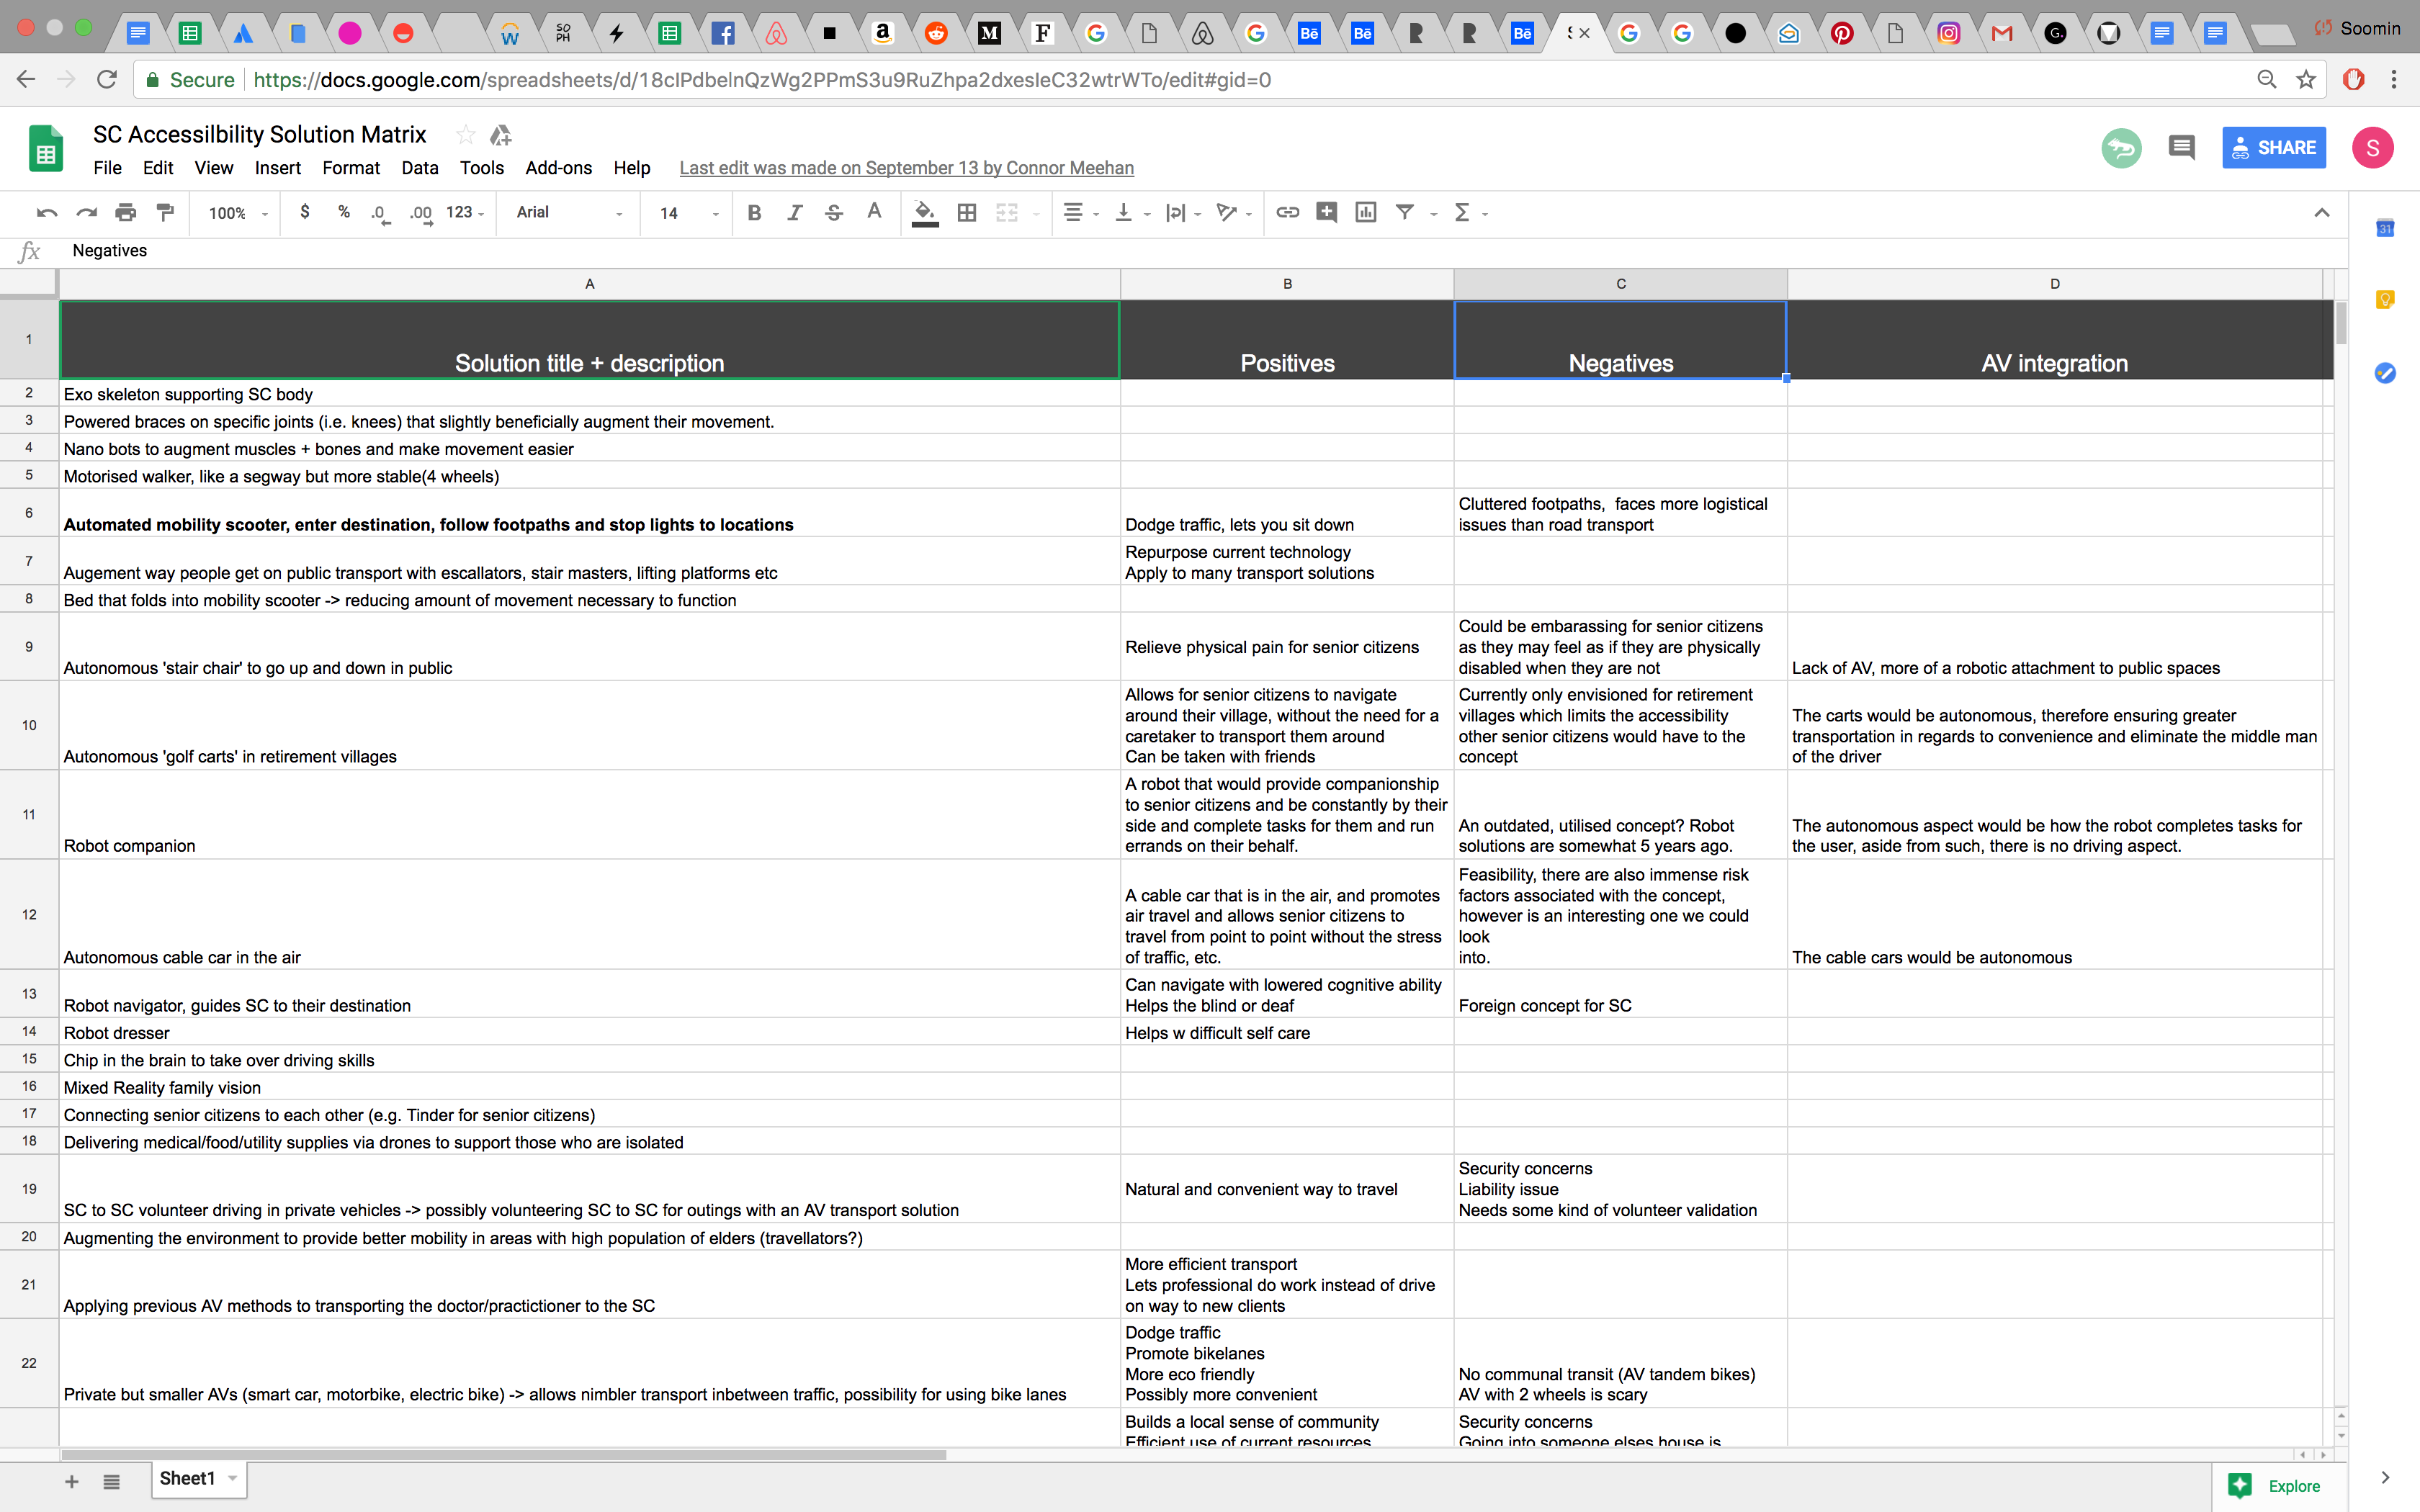 SO
PH
Bē
Bē
Bē
Soomin
Secure
https://docs.google.com/spreadsheets/d/18clPdbelnQzWg2PPmS3u9RuZhpa2dxesleC32wtrWTo/edit#gid=0
SC Accessilbility Solution Matrix
File Edit View Insert Format Data Tools Add-ons Help
Last edit was made on September 13 by Connor Meehan
SHARE
S
100% $ % .0 .00 123 Arial 14 B I S A
fx Negatives
A B C D
1 Solution title + description Positives Negatives AV integration
2 Exo skeleton supporting SC body
3 Powered braces on specific joints (i.e. knees) that slightly beneficially augment their movement.
4 Nano bots to augment muscles + bones and make movement easier
5 Motorised walker, like a segway but more stable(4 wheels)
6
Automated mobility scooter, enter destination, follow footpaths and stop lights to locations
Dodge traffic, lets you sit down
Cluttered footpaths, faces more logistical
issues than road transport
7
Augement way people get on public transport with escallators, stair masters, lifting platforms etc
Repurpose current technology
Apply to many transport solutions
8 Bed that folds into mobility scooter -> reducing amount of movement necessary to function
9
Autonomous 'stair chair' to go up and down in public
Relieve physical pain for senior citizens
Could be embarassing for senior citizens
as they may feel as if they are physically
disabled when they are not
Lack of AV, more of a robotic attachment to public spaces
10
Autonomous 'golf carts' in retirement villages
Allows for senior citizens to navigate
around their village, without the need for a
caretaker to transport them around
Can be taken with friends
Currently only envisioned for retirement
villages which limits the accessibility
other senior citizens would have to the
concept
The carts would be autonomous, therefore ensuring greater
transportation in regards to convenience and eliminate the middle man
of the driver
11
Robot companion
A robot that would provide companionship
to senior citizens and be constantly by their
side and complete tasks for them and run
errands on their behalf.
An outdated, utilised concept? Robot
solutions are somewhat 5 years ago.
The autonomous aspect would be how the robot completes tasks for
the user, aside from such, there is no driving aspect.
12
Autonomous cable car in the air
A cable car that is in the air, and promotes
air travel and allows senior citizens to
travel from point to point without the stress
of traffic, etc.
Feasibility, there are also immense risk
factors associated with the concept,
however is an interesting one we could
look
into.
The cable cars would be autonomous
13
Robot navigator, guides SC to their destination
Can navigate with lowered cognitive ability
Helps the blind or deaf
Foreign concept for SC
14 Robot dresser
Helps w difficult self care
15 Chip in the brain to take over driving skills
16 Mixed Reality family vision
17 Connecting senior citizens to each other (e.g. Tinder for senior citizens)
18 Delivering medical/food/utility supplies via drones to support those who are isolated
19
SC to SC volunteer driving in private vehicles -> possibly volunteering SC to SC for outings with an AV transport solution
Natural and convenient way to travel
Security concerns
Liability issue
Needs some kind of volunteer validation
20 Augmenting the environment to provide better mobility in areas with high population of elders (travellators?)
21
Applying previous AV methods to transporting the doctor/practictioner to the SC
More efficient transport
Lets professional do work instead of drive
on way to new clients
22
Private but smaller AVs (smart car, motorbike, electric bike) -> allows nimbler transport inbetween traffic, possibility for using bike lanes
Dodge traffic
Promote bikelanes
More eco friendly
Possibly more convenient
No communal transit (AV tandem bikes)
AV with 2 wheels is scary
Builds a local sense of community
Efficient use of current resources
Security concerns
Going into someone elses house is
Sheet1
Explore
31